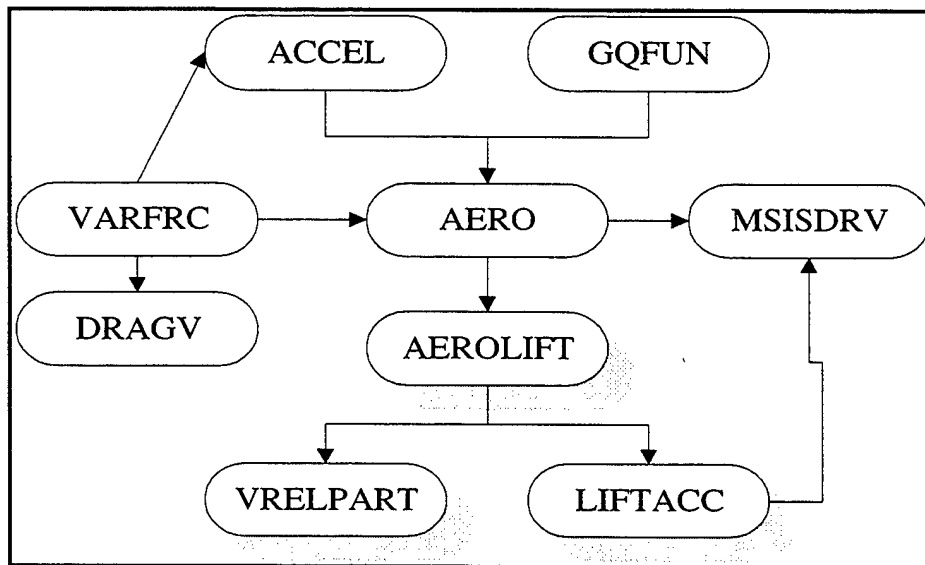 ACCEL
GQFUN
VARFRC
AERO
MSISDRV
DRAGV
AEROLIFT
VRELPART
LIFTACC